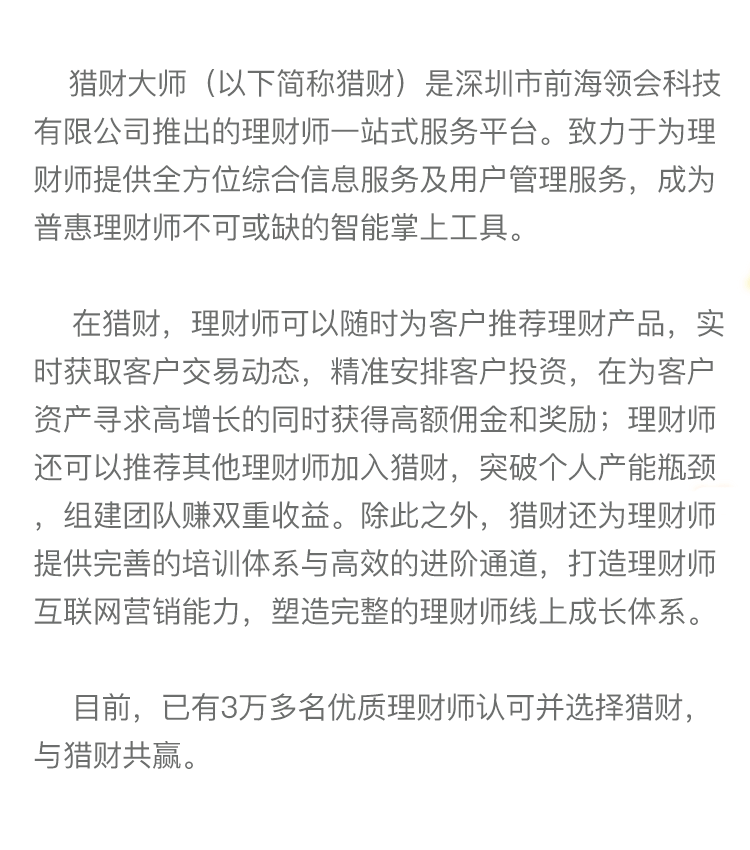 猎财大师（以下简称猎财）是深圳市前海领会科技
有限公司推出的理财师一站式服务平台。致力于为理
财师提供全方位综合信息服务及用户管理服务，成为
普惠理财师不可或缺的智能掌上工具。
在猎财，理财师可以随时为客户推荐理财产品，实
时获取客户交易动态，精准安排客户投资，在为客户
资产寻求高增长的同时获得高额佣金和奖励；理财师
还可以推荐其他理财师加入猎财，突破个人产能瓶颈
，组建团队赚双重收益。除此之外，猎财还为理财师
提供完善的培训体系与高效的进阶通道，打造理财师
互联网营销能力，塑造完整的理财师线上成长体系。
目前，已有3万多名优质理财师认可并选择猎财，
与猎财共赢。